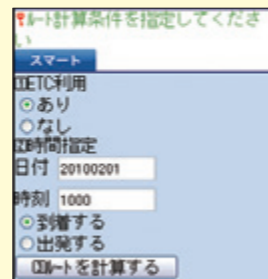 ルート計算条件を指定してくださ
い
スマート
ETC利用
あり
なし
時間指定
日付 20100201
時刻 1000
到着する
出発する
ルートを計算する